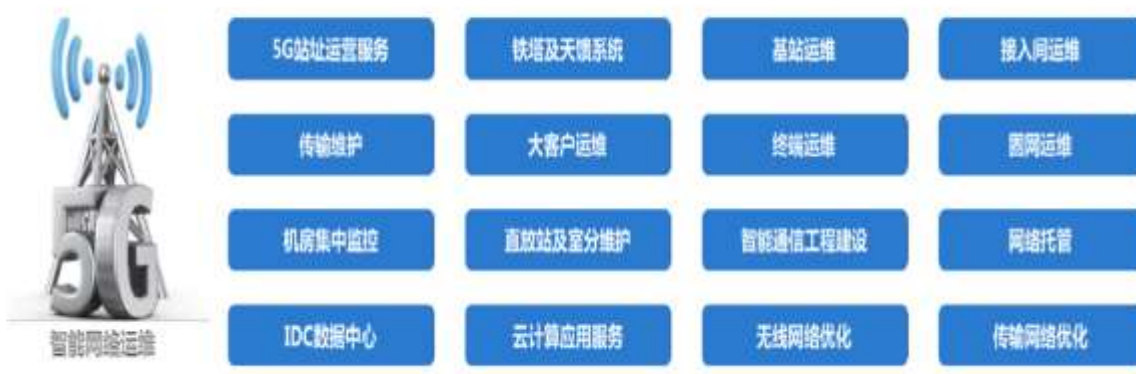 5G站址运营服务
铁塔及天馈系统
基站运维
接入间运维
传输维护
大客户运维
终端运维
固网运维
机房集中监控
直放站及室分维护
智能通信工程建设
网络托管
IDC数据中心
云计算应用服务
无线网络优化
传输网络优化
5G
智能网络运维